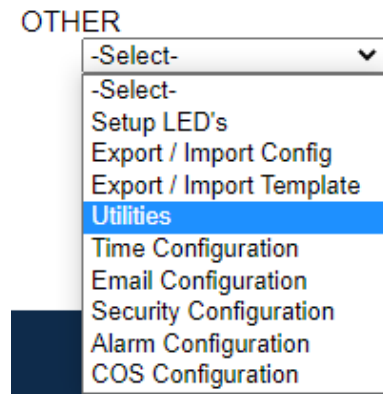 OTHER
-Select-
-Select-
Setup LED's
Export / Import Config
Export / Import Template
Utilities
Time Configuration
Email Configuration
Security Configuration
Alarm Configuration
COS Configuration